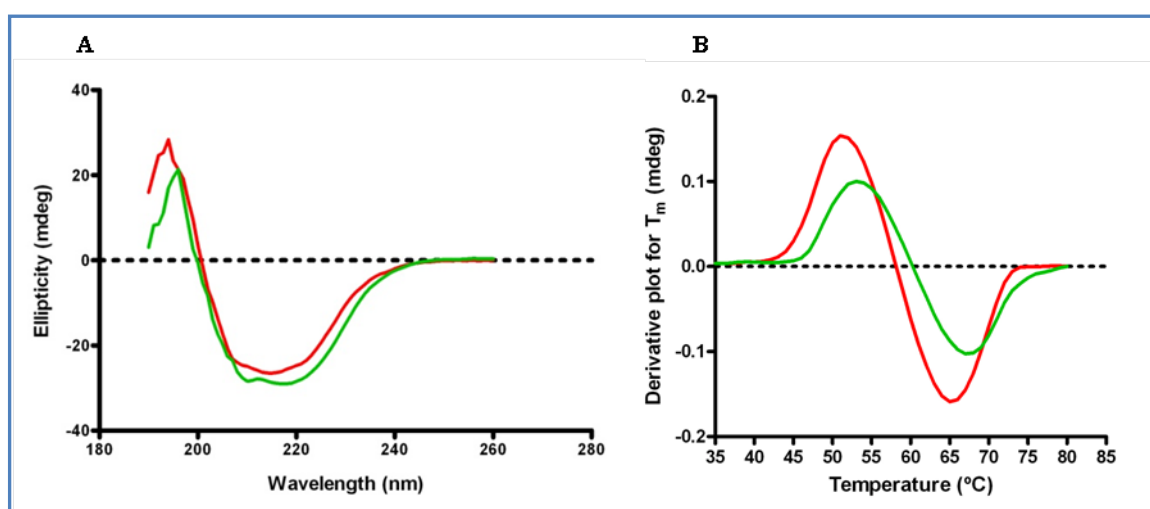 A
B
40
20
0
-20
-40
Ellipticity (mdeg)
180 200 220 240 260 280
Wavelength (nm)
0.2
0.1
0.0
-0.1
-0.2
Derivative plot for Tm (mdeg)
35 40 45 50 55 60 65 70 75 80 85
Temperature (ºC)